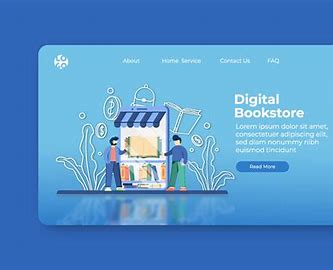 About Home Service Contact Us FAQ
Digital
Bookstore
Lorem ipsum dolor sit amet,
consectetuer adipiscing elit,
sed diam nonummy nibh
euismod tincidunt
Read More